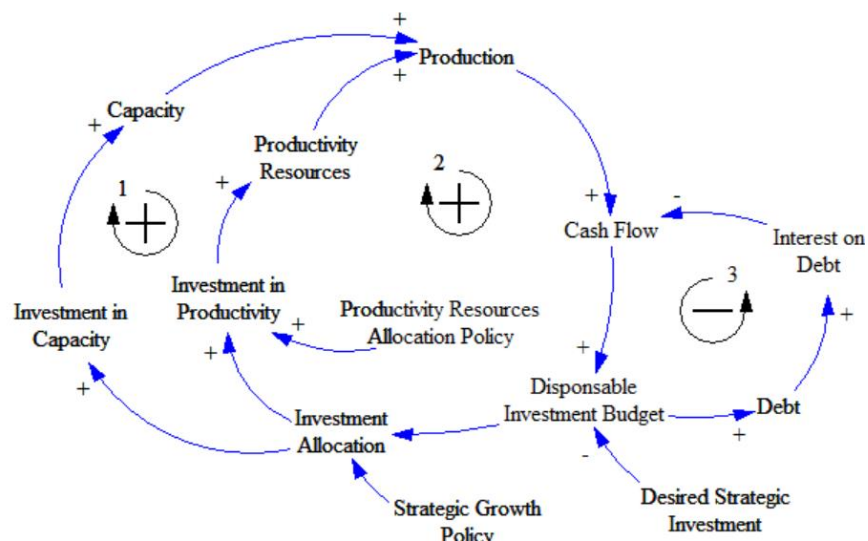 +
Production
+
Capacity
+
Productivity
Resources
+
1
2
+
+
-
Cash Flow
Interest on
Debt
3
Investment in
Productivity
Investment in
Capacity
Productivity Resources
Allocation Policy
+
+
+
+
+
Disponsable
Investment Budget
Debt
+
Investment
Allocation
-
Strategic Growth
Policy
Desired Strategic
Investment